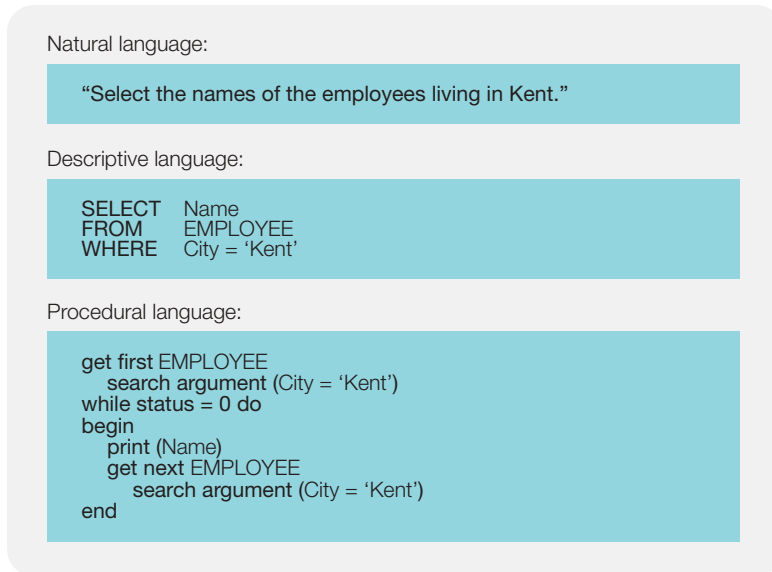 Natural language:
“Select the names of the employees living in Kent.”
Descriptive language:
SELECT Name
FROM EMPLOYEE
WHERE City = ‘Kent’
Procedural language:
get first EMPLOYEE
search argument (City = ‘Kent’)
while status = 0 do
begin
print (Name)
get next EMPLOYEE
search argument (City = ‘Kent’)
end